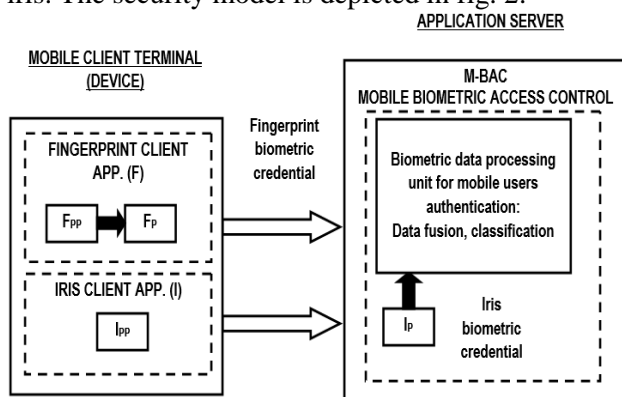 iris. The security model is depicted in fig. 2.
APPLICATION SERVER
MOBILE CLIENT TERMINAL
(DEVICE)
FINGERPRINT CLIENT
APP. (F)
Fpp
Fp
IRIS CLIENT APP. (I)
Ipp
Fingerprint
biometric
credential
M-BAC
MOBILE BIOMETRIC ACCESS CONTROL
Biometric data processing
unit for mobile users
authentication:
Data fusion, classification
Ip
Iris
biometric
credential